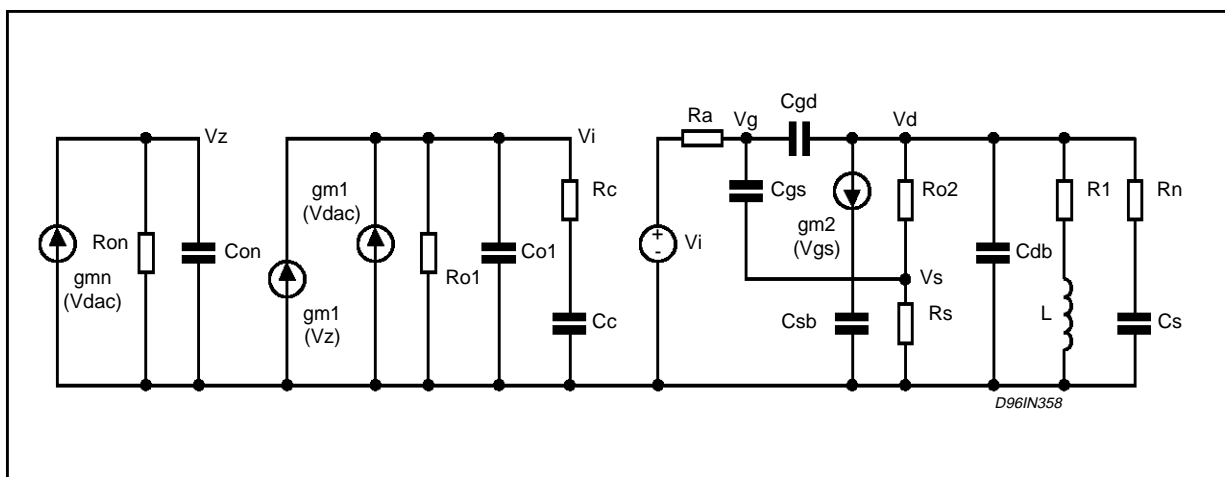 Cgd
Ra
Vg
Vd
Vz
Vi
Rc
gm1
(Vdac)
Cgs
Ro2
R1
Rn
Ron
Con
gmn
(Vdac)
Ro1
Co1
gm1
(Vz)
Cc
Vi
+
-
gm2
(Vgs)
Cdb
Vs
Csb
Rs
L
Cs
D96IN358